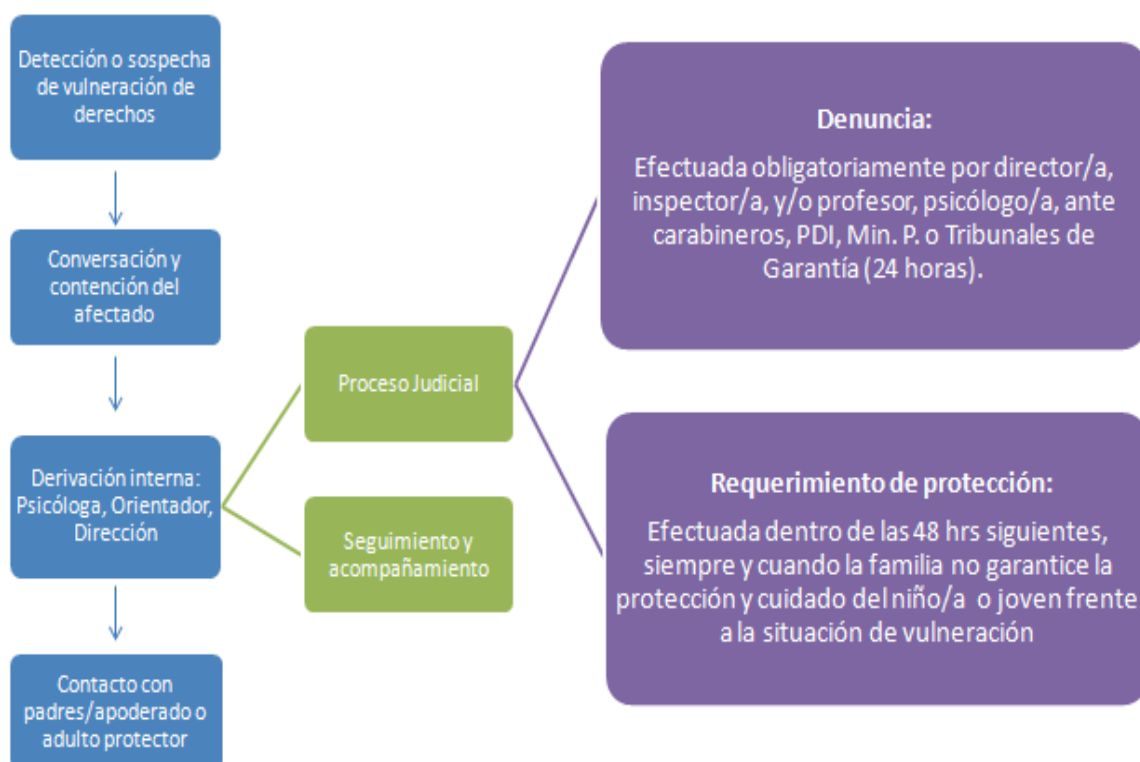 Detección o sospecha
de vulneración de
derechos
Conversación y
contención del
afectado
Derivación interna:
Psicóloga, Orientador,
Dirección
Contacto con
padres/apoderado o
adulto protector
Proceso Judicial
Seguimiento y
acompañamiento
Denuncia:
Efectuada obligatoriamente por director/a,
inspector/a, y/o profesor, psicólogo/a, ante
carabineros, PDI, Min. P. o Tribunales de
Garantía (24 horas).
Requerimiento de protección:
Efectuada dentro de las 48 hrs siguientes,
siempre y cuando la familia no garantice la
protección y cuidado del niño/a o joven frente
a la situación de vulneración